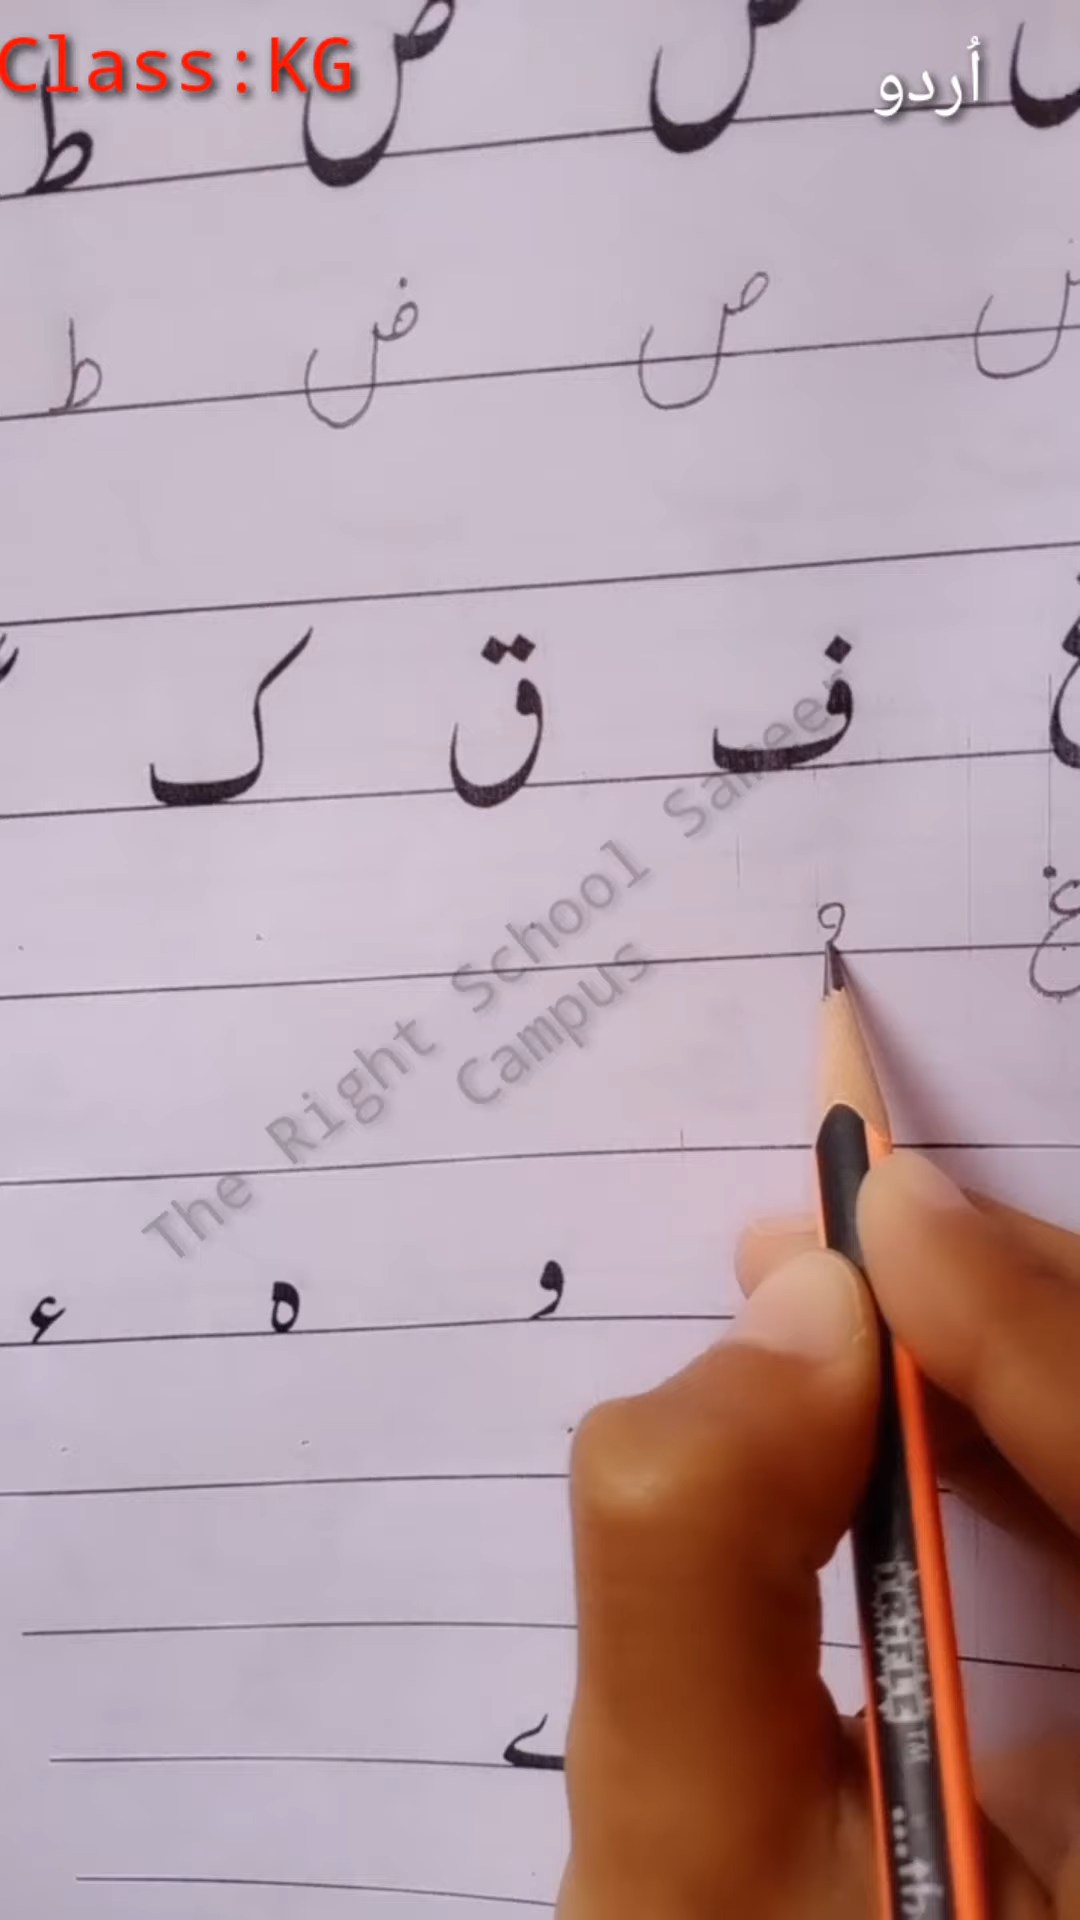 Class:KG
اُردو
ص ض ط
ص ض ط
غ ف ق ک
غ
و ہ ء
ے
The Right School Sameer
Campus